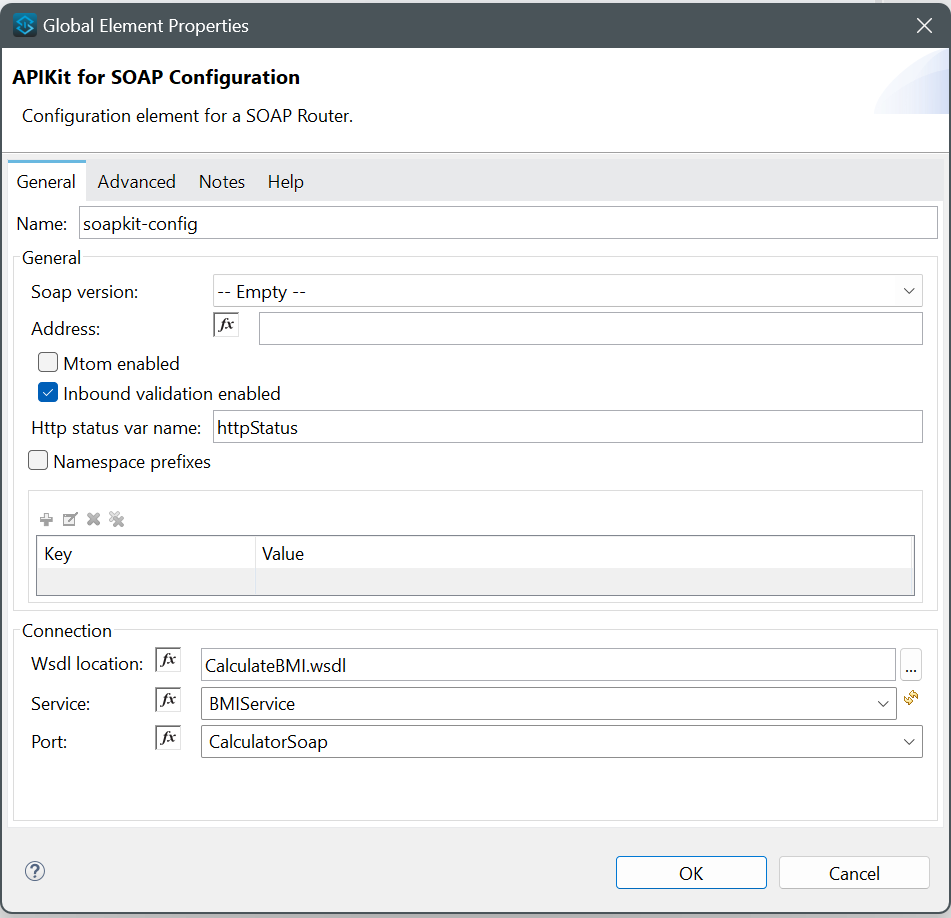 Global Element Properties
APIKit for SOAP Configuration
Configuration element for a SOAP Router.
General Advanced Notes Help
Name: soapkit-config
General
Soap version: -- Empty --
Address: fx
Mtom enabled
Inbound validation enabled
Http status var name: httpStatus
Namespace prefixes
Key Value
Connection
Wsdl location: fx CalculateBMI.wsdl ...
Service: fx BMIService
Port: fx CalculatorSoap
? OK Cancel